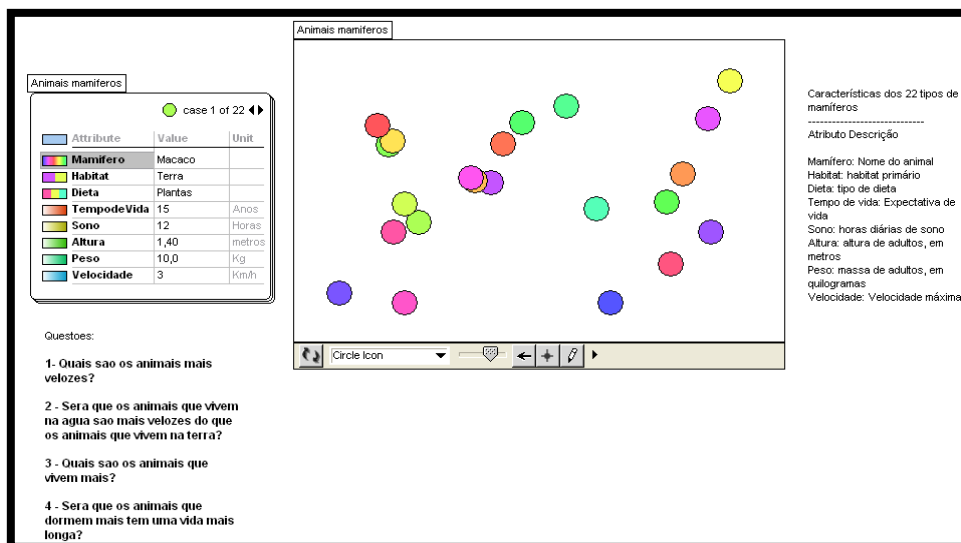 Animais mamiferos
case 1 of 22
Attribute Value Unit
Mamifero Macaco
Habitat Terra
Dieta Plantas
TempodeVida 15 Anos
Sono 12 Horas
Altura 1,40 metros
Peso 10,0 Kg
Velocidade 3 Km/h
Questoes:
1- Quais sao os animais mais
velozes?
2 - Sera que os animais que vivem
na agua sao mais velozes do que
os animais que vivem na terra?
3 - Quais sao os animais que
vivem mais?
4 - Sera que os animais que
dormem mais tem uma vida mais
longa?
Animais mamiferos
Circle Icon
Características dos 22 tipos de
mamíferos
-----------------------------
Atributo Descrição
Mamífero: Nome do animal
Habitat: habitat primário
Dieta: tipo de dieta
Tempo de vida: Expectativa de
vida
Sono: horas diárias de sono
Altura: altura de adultos, em
metros
Peso: massa de adultos, em
quilogramas
Velocidade: Velocidade máxima